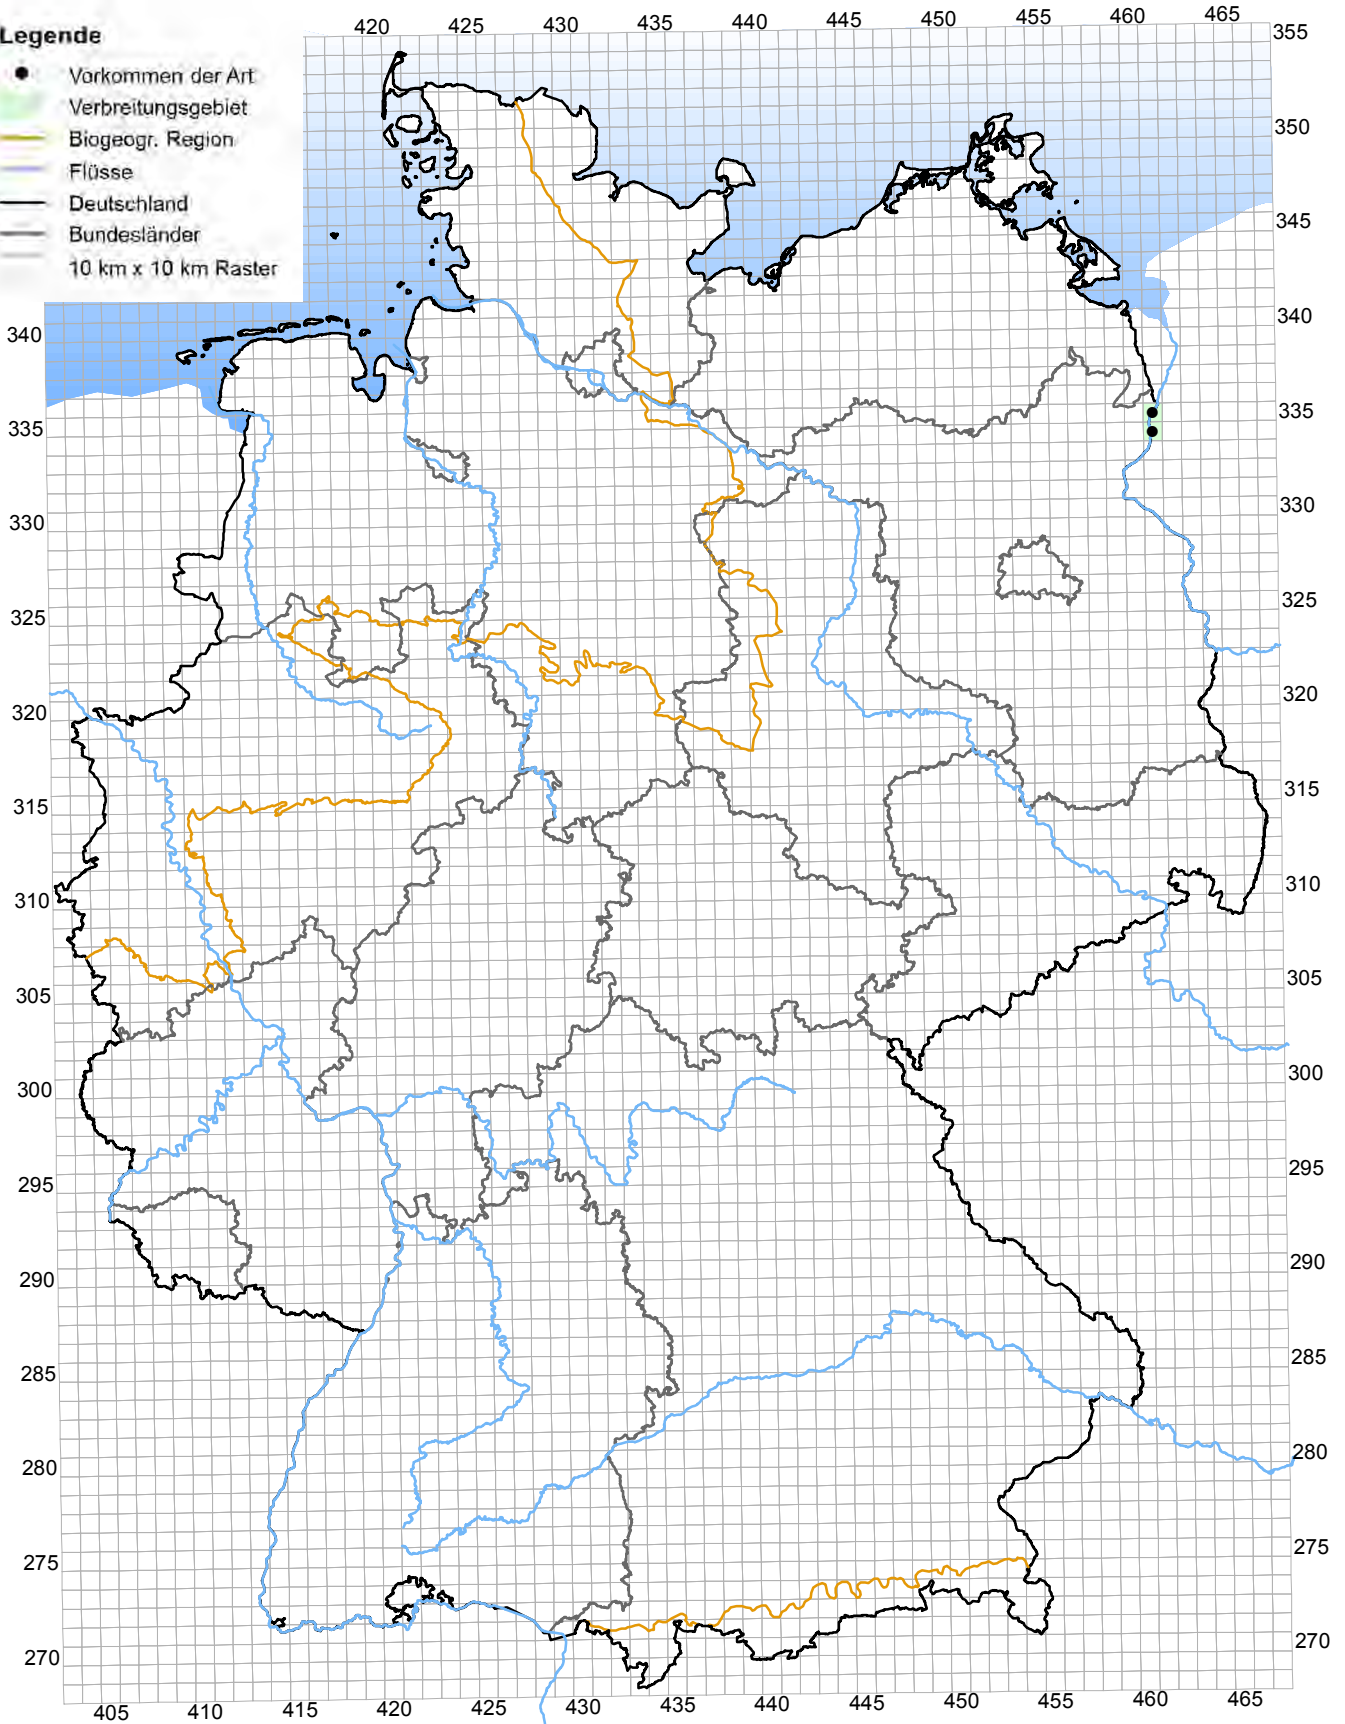 Legende
Vorkommen der Art
Verbreitungsgebiet
Biogeogr. Region
Flüsse
Deutschland
Bundesländer
10 km x 10 km Raster
420 425 430 435 440 445 450 455 460 465
355
350
345
340 340
335 335
330 330
325 325
320 320
315 315
310 310
305 305
300 300
295 295
290 290
285 285
280 280
275 275
270 270
405 410 415 420 425 430 435 440 445 450 455 460 465